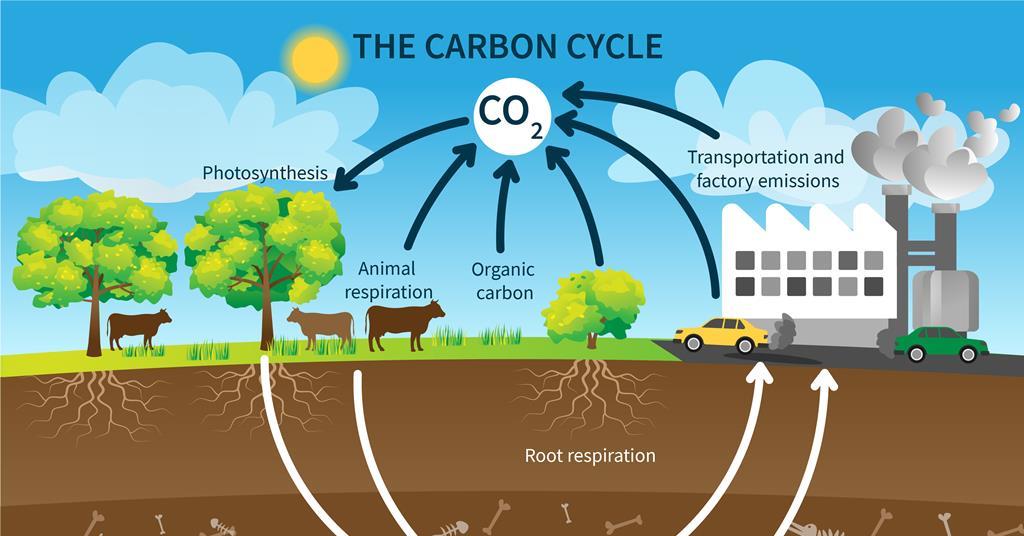 THE CARBON CYCLE
CO₂
Photosynthesis
Transportation and
factory emissions
Animal
respiration
Organic
carbon
Root respiration